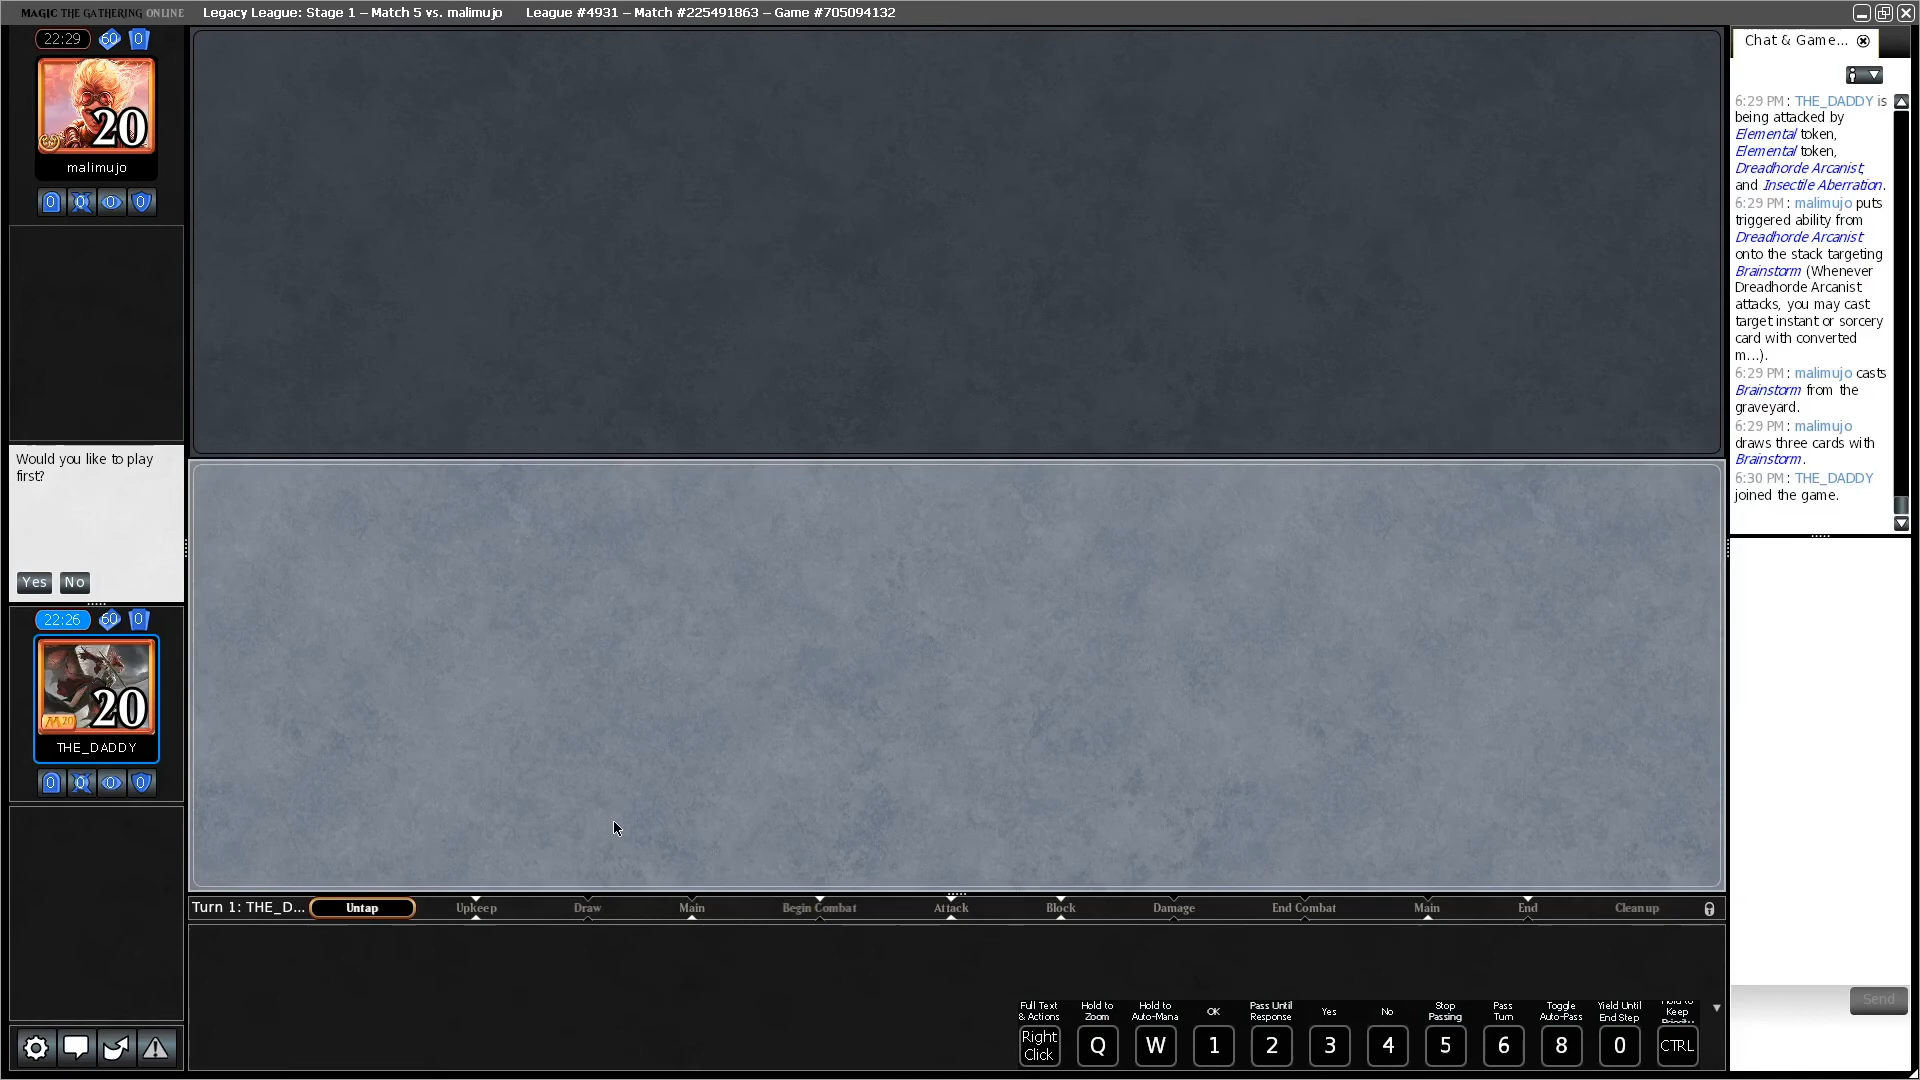 MAGIC THE GATHERING ONLINE
Legacy League: Stage 1 – Match 5 vs. malimujo
League #4931 – Match #225491863 – Game #705094132
22:29
60
0
20
malimujo
0
0
0
0
Would you like to play
first?
Yes
No
22:26
60
0
M20
20
THE_DADDY
0
0
0
0
Turn 1: THE_D...
Untap
Upkeep
Draw
Main
Begin Combat
Attack
Block
Damage
End Combat
Main
End
Cleanup
Full Text
& Actions
Right
Click
Hold to
Zoom
Q
Hold to
Auto-Mana
W
OK
1
Pass Until
Response
2
Yes
3
No
4
Stop
Passing
5
Pass
Turn
6
Toggle
Auto-Pass
8
Yield Until
End Step
0
Keep
CTRL
Chat & Game...
6:29 PM: THE_DADDY is
being attacked by
Elemental token,
Elemental token,
Dreadhorde Arcanist,
and Insectile Aberration.
6:29 PM: malimujo puts
triggered ability from
Dreadhorde Arcanist
onto the stack targeting
Brainstorm (Whenever
Dreadhorde Arcanist
attacks, you may cast
target instant or sorcery
card with converted
m...).
6:29 PM: malimujo casts
Brainstorm from the
graveyard.
6:29 PM: malimujo
draws three cards with
Brainstorm.
6:30 PM: THE_DADDY
joined the game.
Send